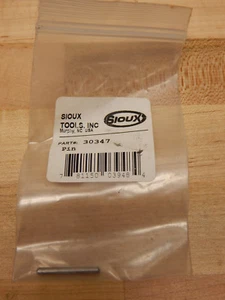 SIOUX
TOOLS, INC
Murphy, NC USA
SIOUX
PART#: 30347
Pin